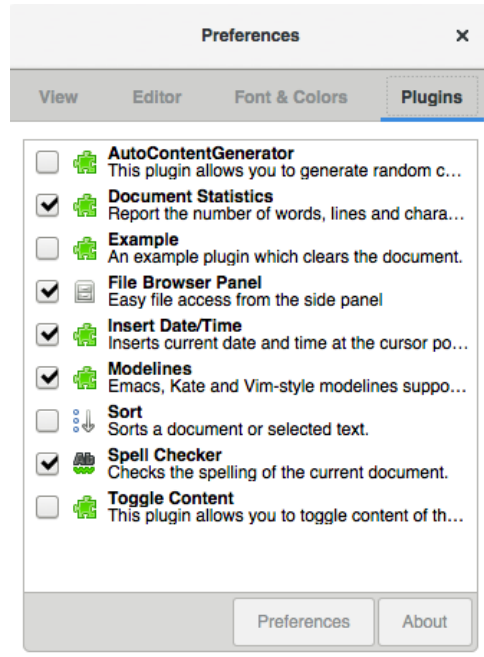 Preferences
View Editor Font & Colors Plugins
AutoContentGenerator
This plugin allows you to generate random c...
Document Statistics
Report the number of words, lines and chara...
Example
An example plugin which clears the document.
File Browser Panel
Easy file access from the side panel
Insert Date/Time
Inserts current date and time at the cursor po...
Modelines
Emacs, Kate and Vim-style modelines suppo...
Sort
Sorts a document or selected text.
Spell Checker
Checks the spelling of the current document.
Toggle Content
This plugin allows you to toggle content of th...
Preferences About